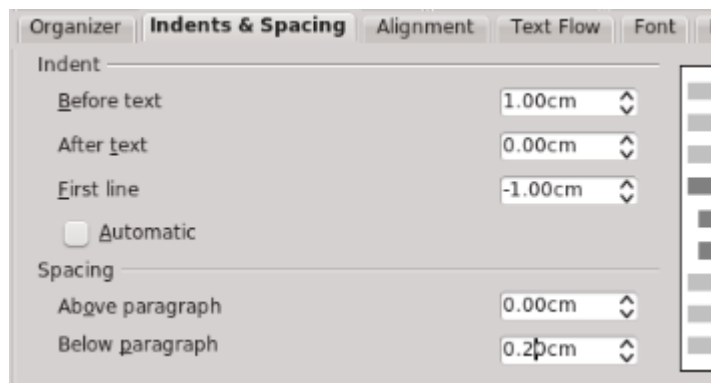 Organizer Indents & Spacing Alignment Text Flow Font
Indent
Before text 1.00cm
After text 0.00cm
First line -1.00cm
Automatic
Spacing
Above paragraph 0.00cm
Below paragraph 0.20cm